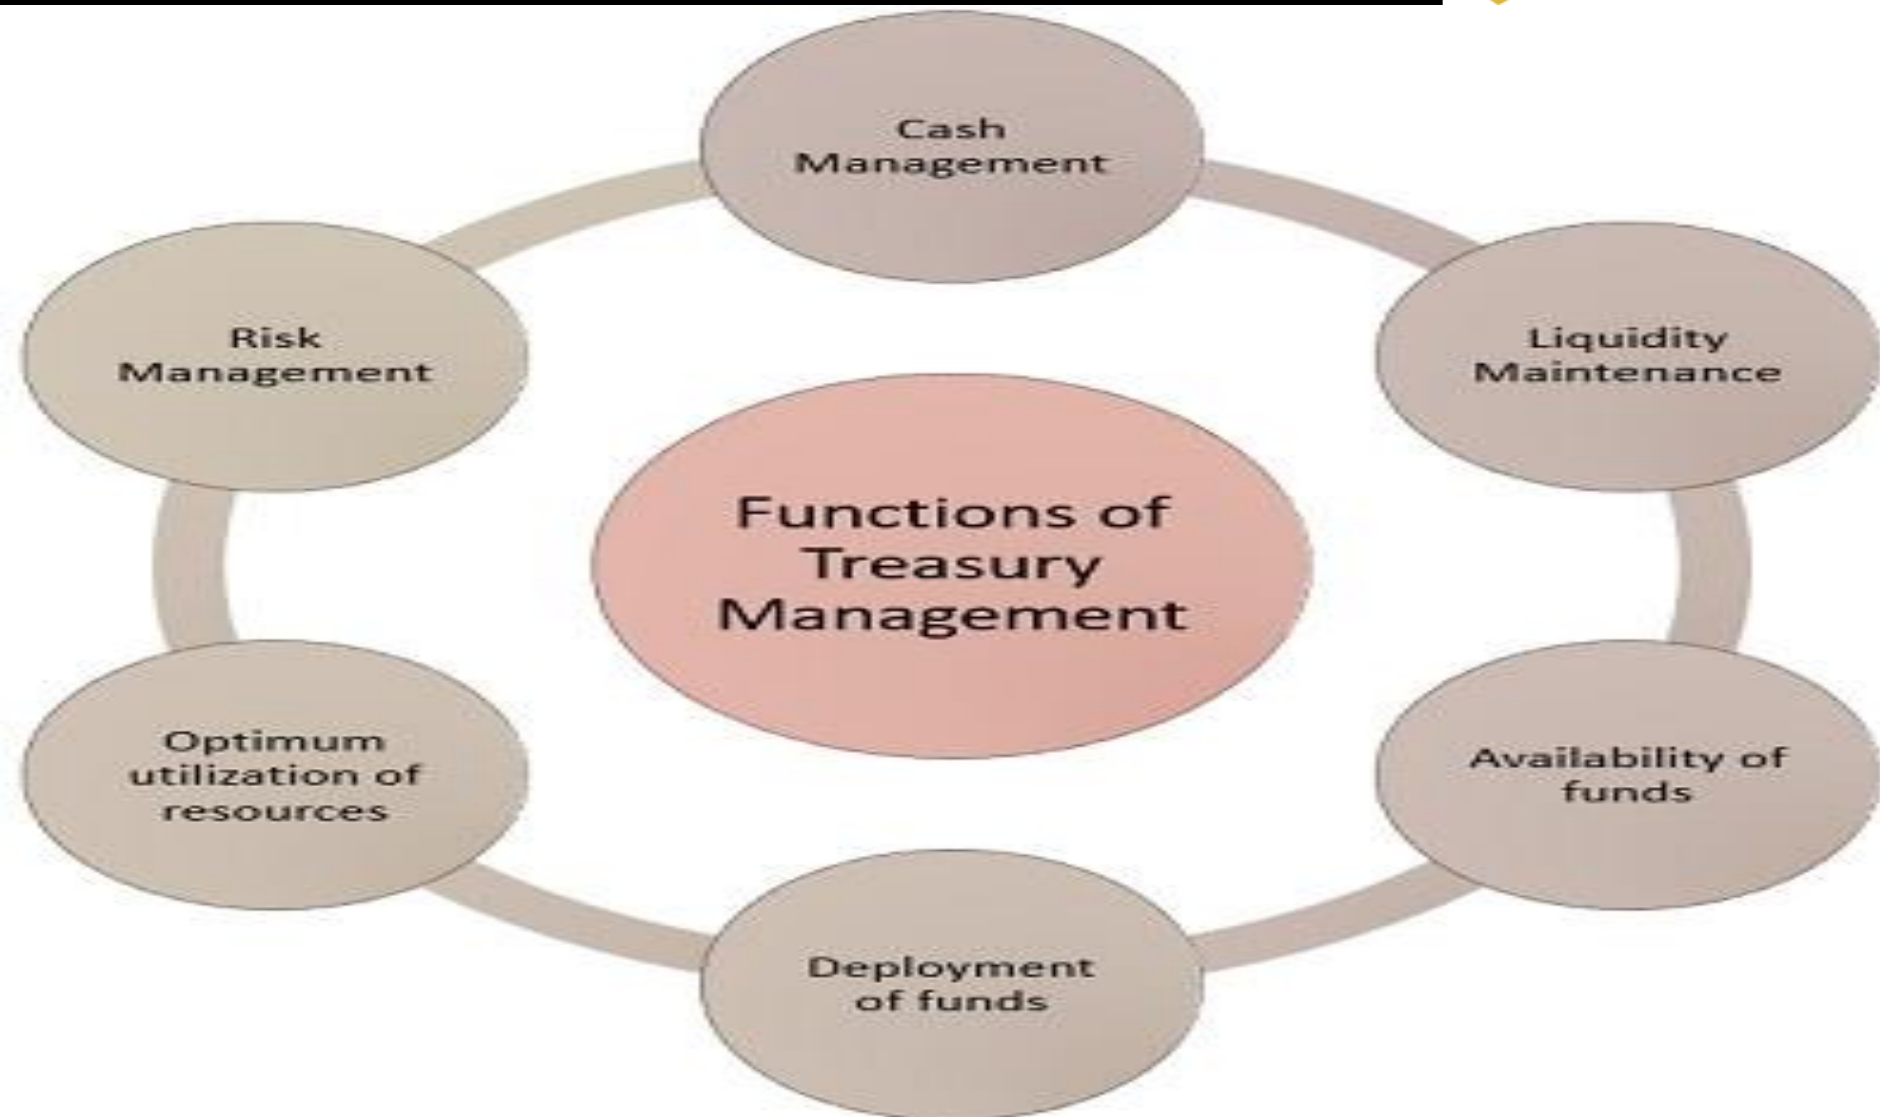 Cash
Management
Liquidity
Maintenance
Availability of
funds
Deployment
of funds
Optimum
utilization of
resources
Risk
Management
Functions of
Treasury
Management